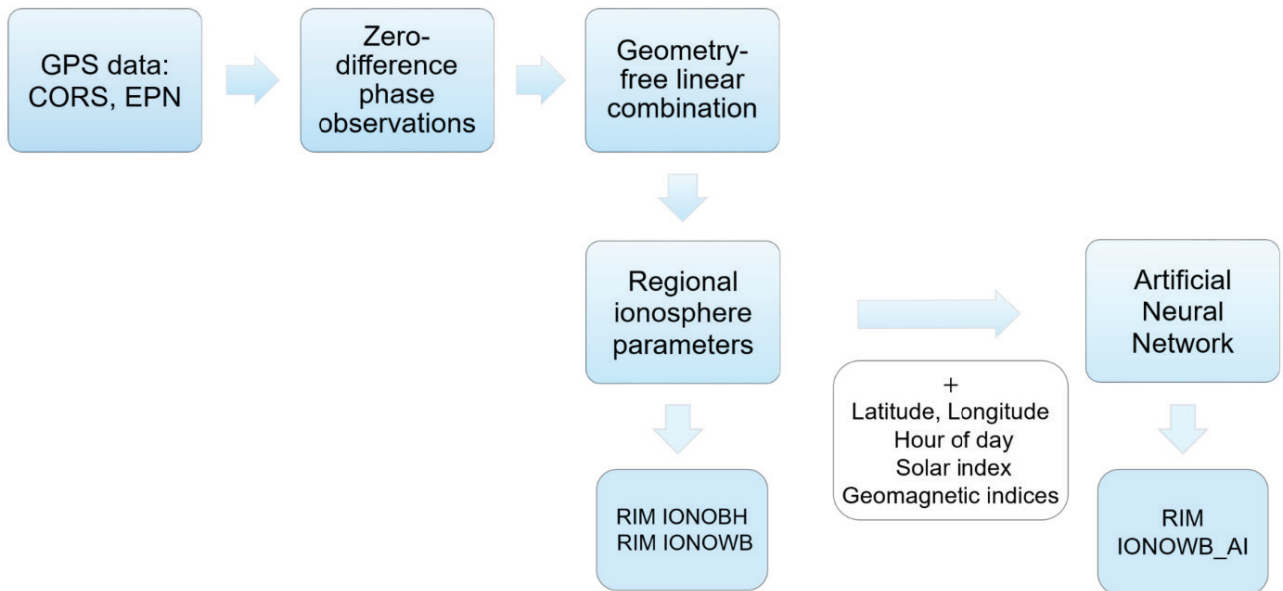 GPS data:
CORS, EPN
Zero-
difference
phase
observations
Geometry-
free linear
combination
Regional
ionosphere
parameters
+
Latitude, Longitude
Hour of day
Solar index
Geomagnetic indices
Artificial
Neural
Network
RIM IONOBH
RIM IONOWB
RIM
IONOWB_AI